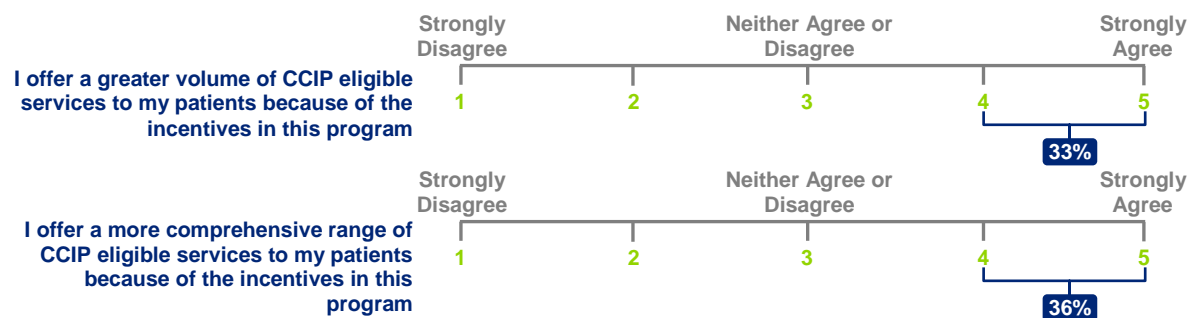 Strongly Disagree
Neither Agree or Disagree
Strongly Agree
I offer a greater volume of CCIP eligible
services to my patients because of the
incentives in this program
1 2 3 4 5
33%
Strongly Disagree
Neither Agree or Disagree
Strongly Agree
I offer a more comprehensive range of
CCIP eligible services to my patients
because of the incentives in this
program
1 2 3 4 5
36%